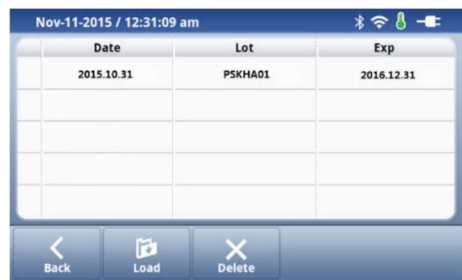 Nov-11-2015 / 12:31:09 am
Date Lot Exp
2015.10.31 PSKHA01 2016.12.31
Back Load Delete